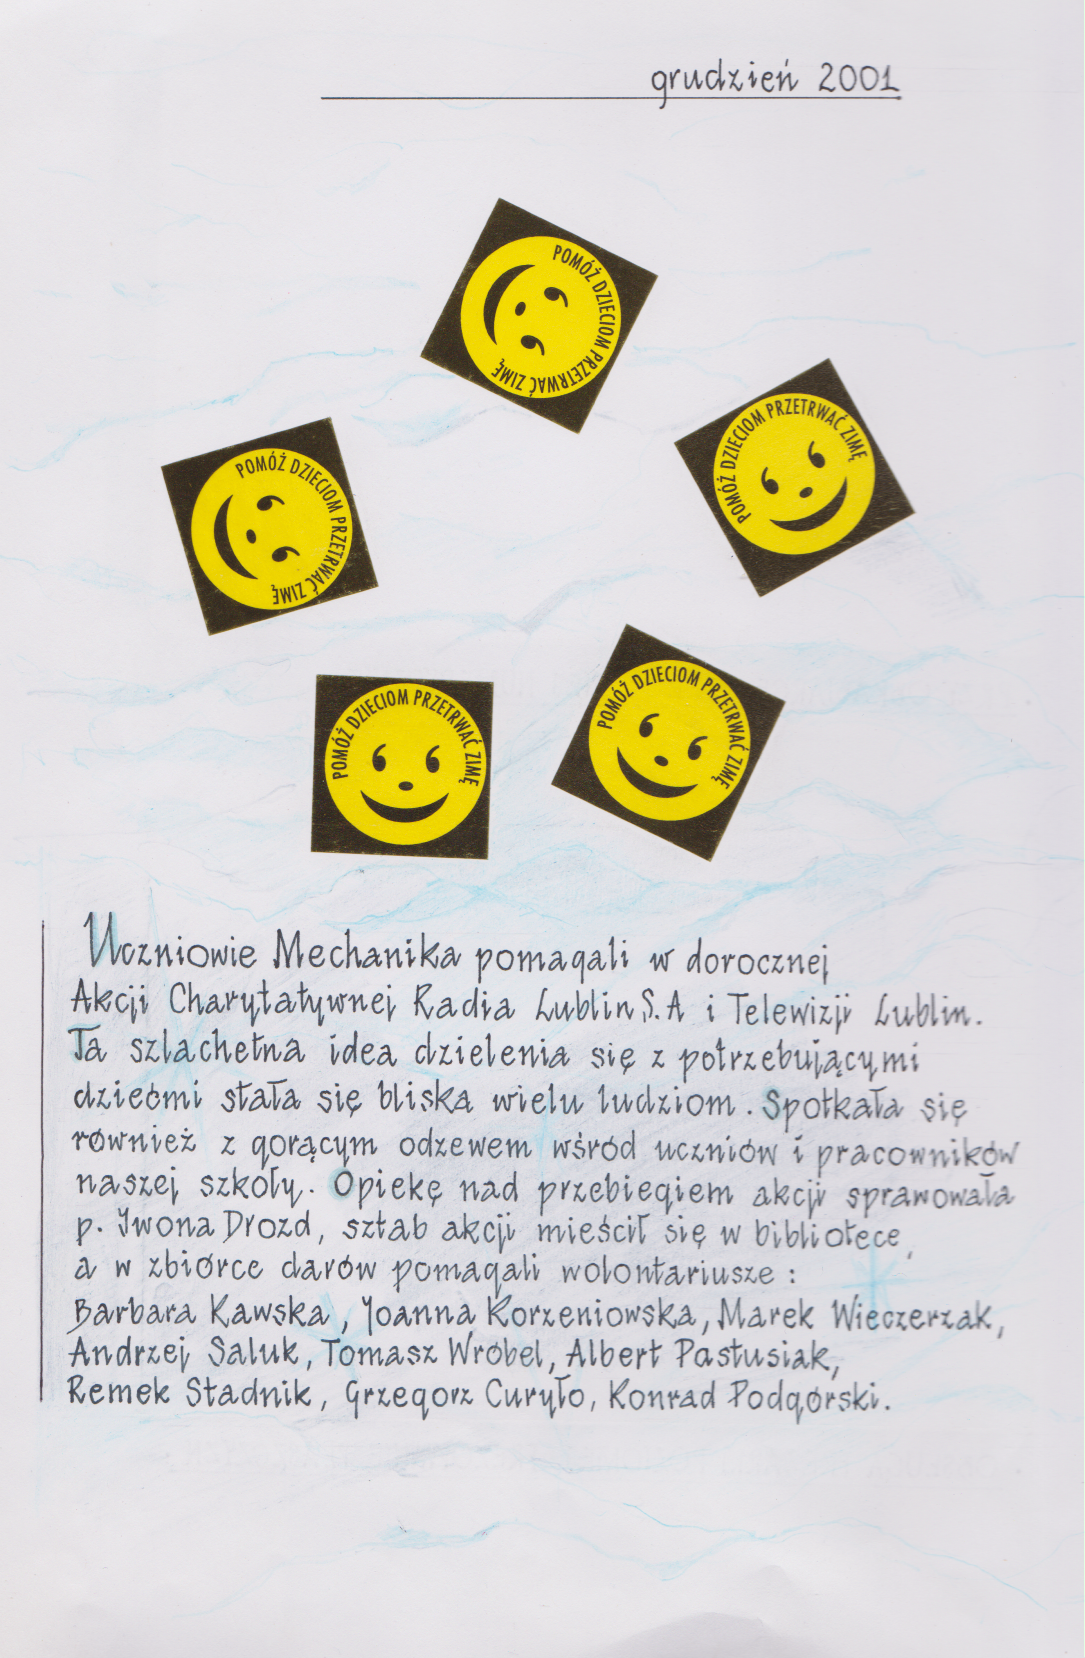 grudzień 2001
POMÓŻ DZIECIOM PRZETRWAĆ ZIMĘ
POMÓŻ DZIECIOM PRZETRWAĆ ZIMĘ
POMÓŻ DZIECIOM PRZETRWAĆ ZIMĘ
POMÓŻ DZIECIOM PRZETRWAĆ ZIMĘ
POMÓŻ DZIECIOM PRZETRWAĆ ZIMĘ
Uczniowie Mechanika pomagali w dorocznej
Akcji Charytatywnej Radia Lublin S.A i Telewizji Lublin.
Ta szlachetna idea dzielenia się z potrzebującymi
dziećmi stała się bliska wielu ludziom. Spotkała się
również z gorącym odzewem wśród uczniów i pracowników
naszej szkoły. Opiekę nad przebiegiem akcji sprawowała
p. Iwona Drozd, sztab akcji mieścił się w bibliotece,
a w zbiórce darów pomagali wolontariusze:
Barbara Kawska, Joanna Korzeniowska, Marek Wieczerzak,
Andrzej Saluk, Tomasz Wróbel, Albert Pastusiak,
Remek Stadnik, Grzegorz Curyło, Konrad Podgórski.